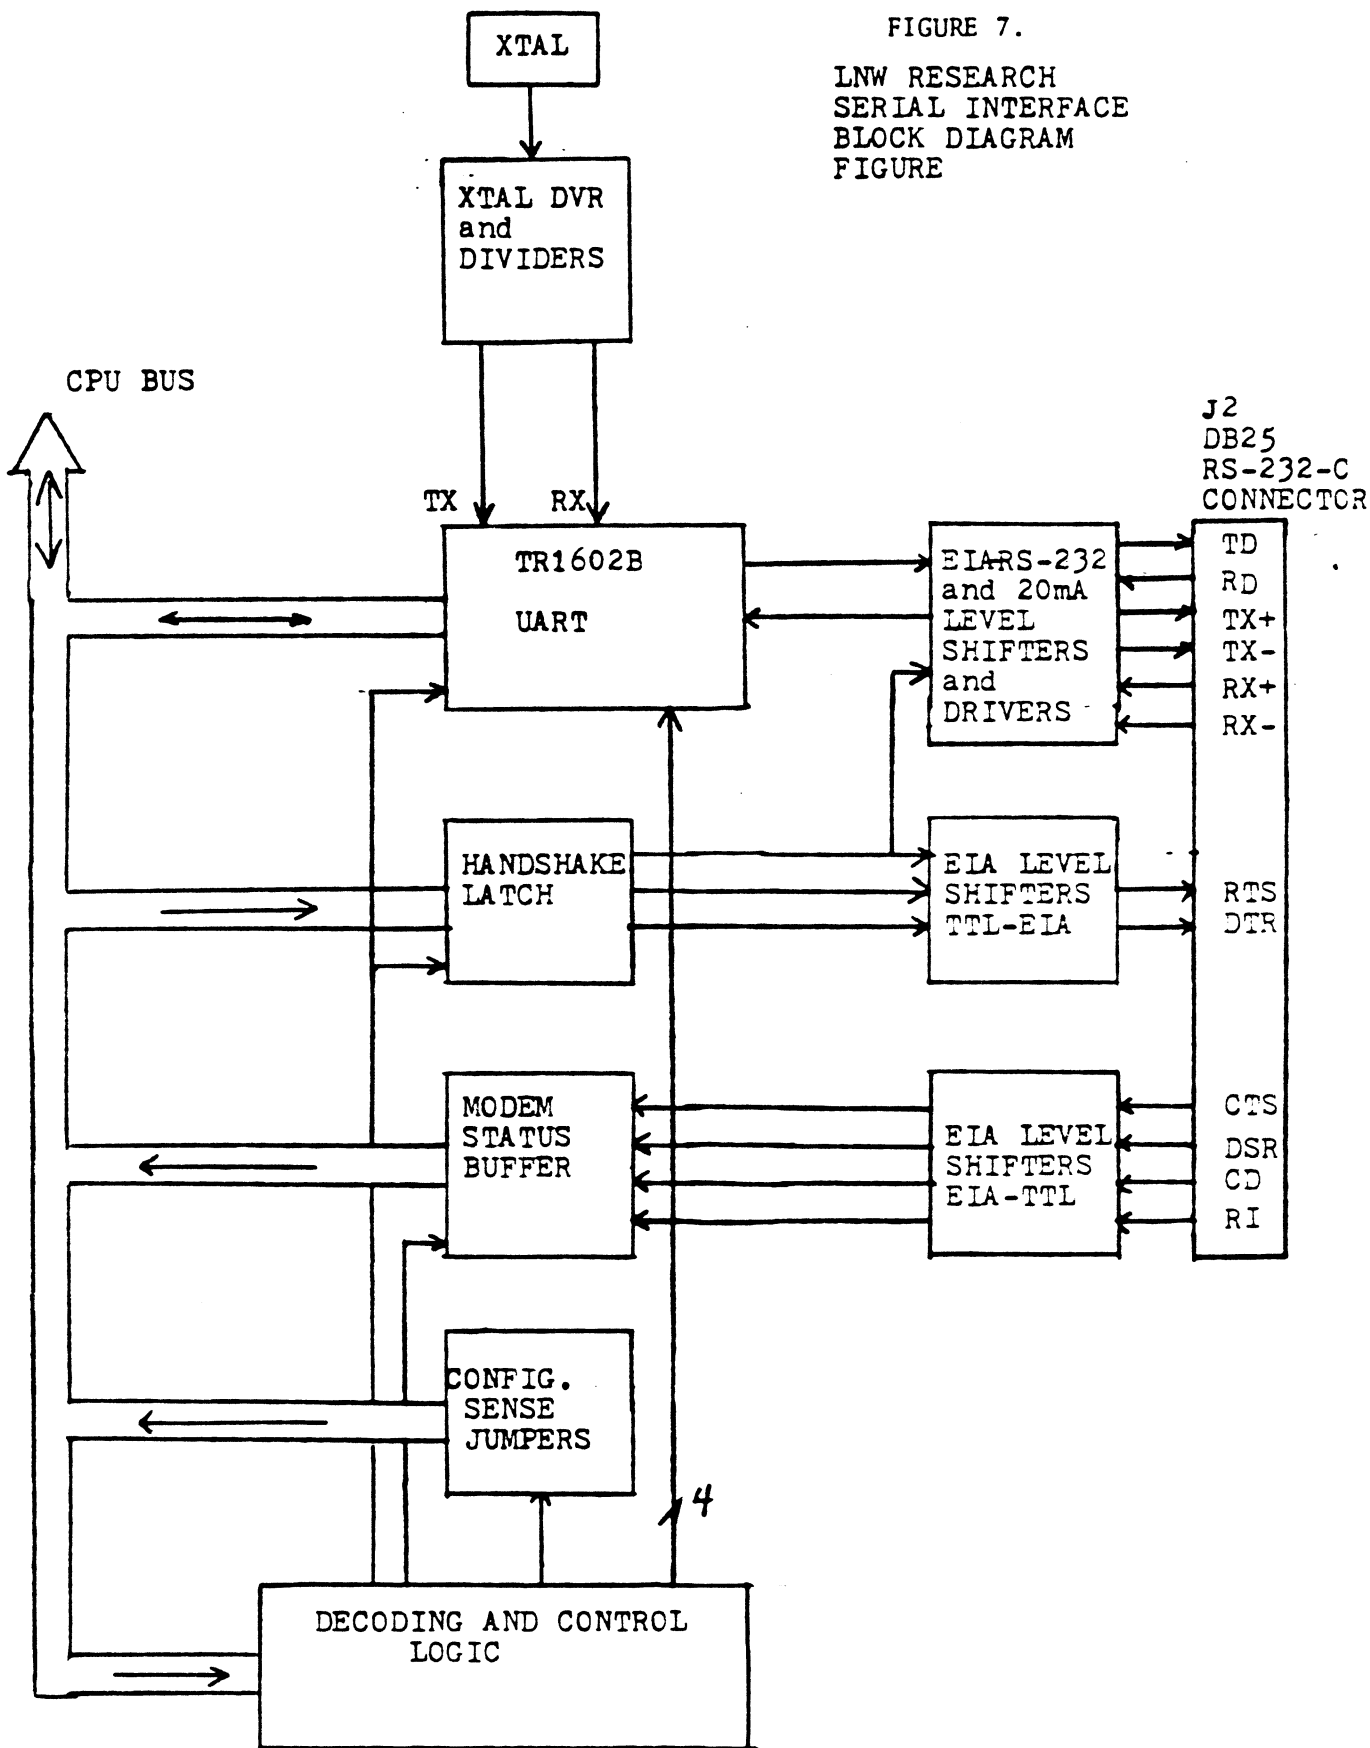 FIGURE 7.
LNW RESEARCH
SERIAL INTERFACE
BLOCK DIAGRAM
FIGURE
XTAL
XTAL DVR
and
DIVIDERS
CPU BUS
TX
RX
TR1602B
UART
EIARS-232
and 20mA
LEVEL
SHIFTERS
and
DRIVERS
J2
DB25
RS-232-C
CONNECTOR
TD
RD
TX+
TX-
RX+
RX-
HANDSHAKE
LATCH
EIA LEVEL
SHIFTERS
TTL-EIA
RTS
DTR
MODEM
STATUS
BUFFER
EIA LEVEL
SHIFTERS
EIA-TTL
CTS
DSR
CD
RI
CONFIG.
SENSE
JUMPERS
4
DECODING AND CONTROL
LOGIC